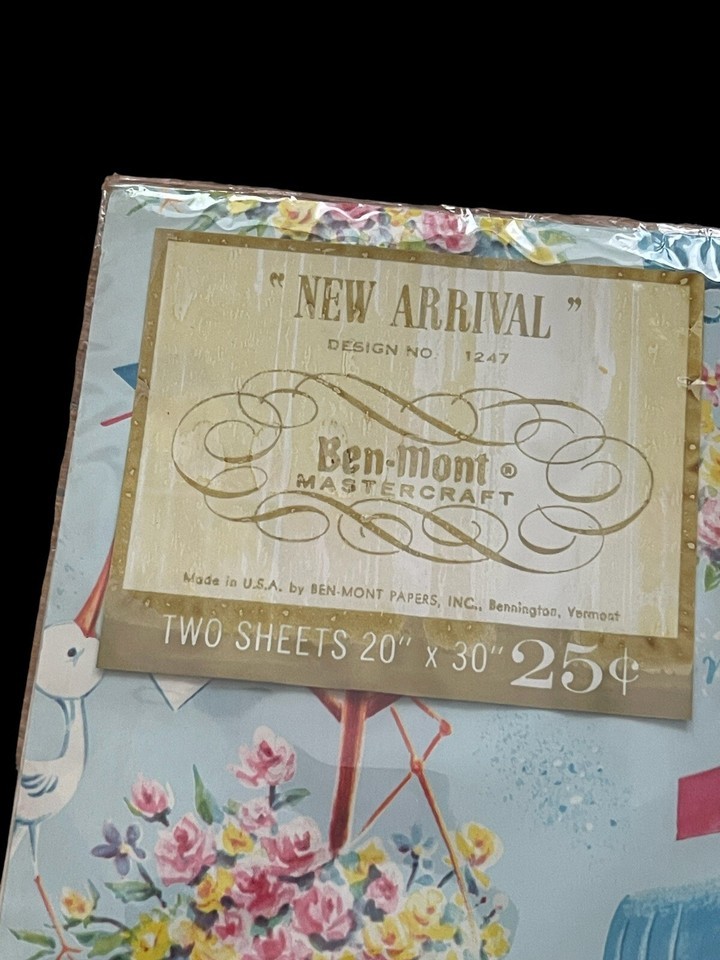 “NEW ARRIVAL”
DESIGN NO. 1247
Ben-Mont ®
MASTERCRAFT
Made in U.S.A. by BEN-MONT PAPERS, INC., Bennington, Vermont
TWO SHEETS 20" x 30" 25¢